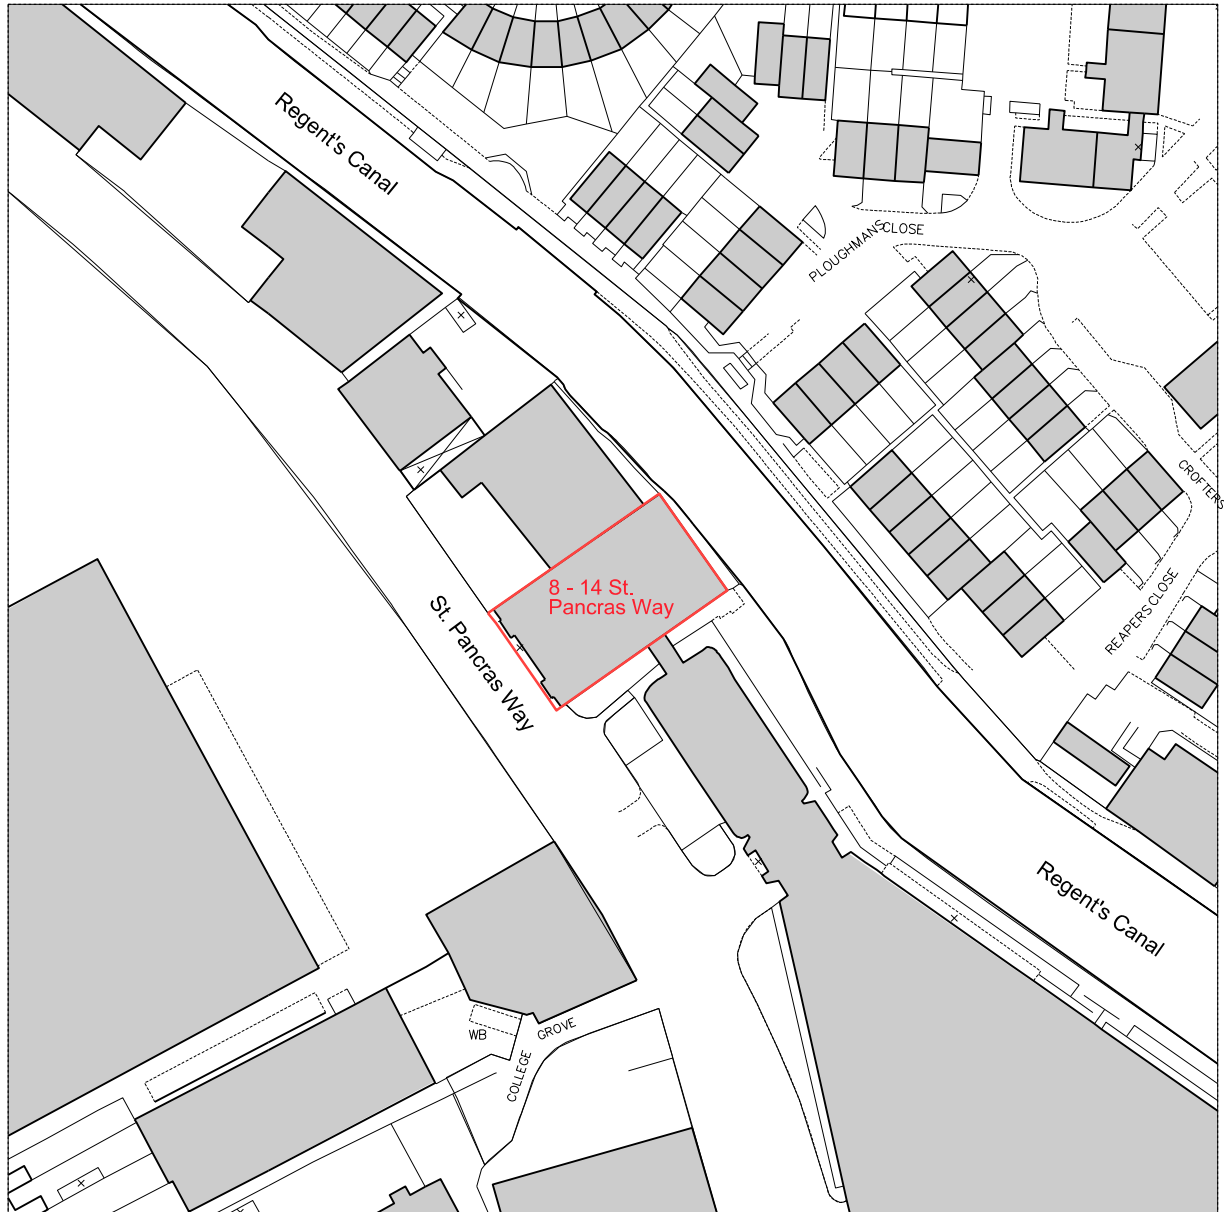 Regent's Canal
PLOUGHMANS CLOSE
CROFTERS
8 - 14 St.
Pancras Way
REAPERS CLOSE
St. Pancras Way
Regent's Canal
WB
COLLEGE GROVE